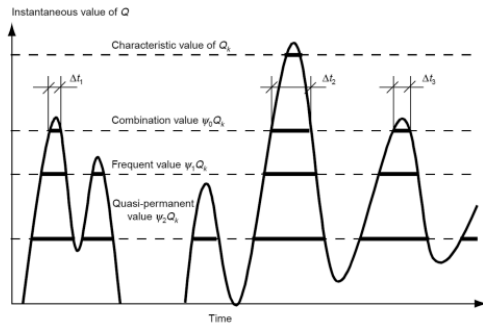 Instantaneous value of Q
Characteristic value of Qk
Δt1
Δt2
Δt3
Combination value ψ0Qk
Frequent value ψ1Qk
Quasi-permanent
value ψ2Qk
Time